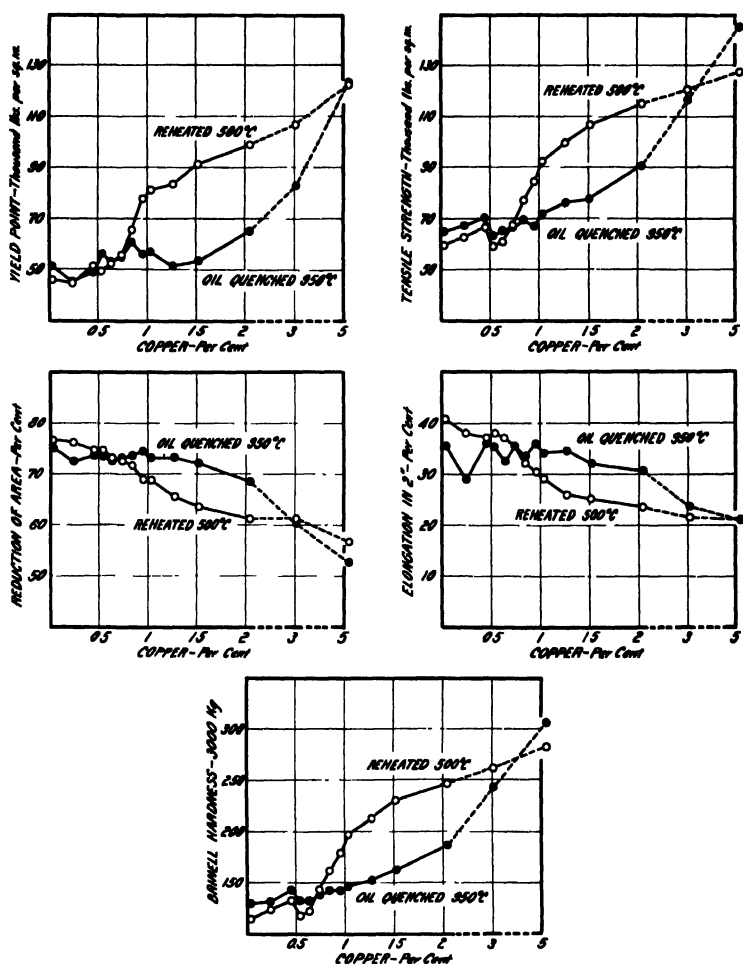 YIELD POINT-Thousand lbs. per sq.in.
130
110
90
70
50
REHEATED 500°C
OIL QUENCHED 950°C
0.5 1 1.5 2 3 5
COPPER-Per Cent
TENSILE STRENGTH-Thousand lbs. per sq.in.
130
110
90
70
50
REHEATED 500°C
OIL QUENCHED 950°C
0.5 1 1.5 2 3 5
COPPER-Per Cent
REDUCTION OF AREA-Per Cent
80
70
60
50
OIL QUENCHED 950°C
REHEATED 500°C
0.5 1 1.5 2 3 5
COPPER-Per Cent
ELONGATION IN 2"-Per Cent
40
30
20
10
OIL QUENCHED 950°C
REHEATED 500°C
0.5 1 1.5 2 3 5
COPPER-Per Cent
BRINELL HARDNESS-3000 Kg
300
250
200
150
REHEATED 500°C
OIL QUENCHED 950°C
0.5 1 1.5 2 3 5
COPPER-Per Cent